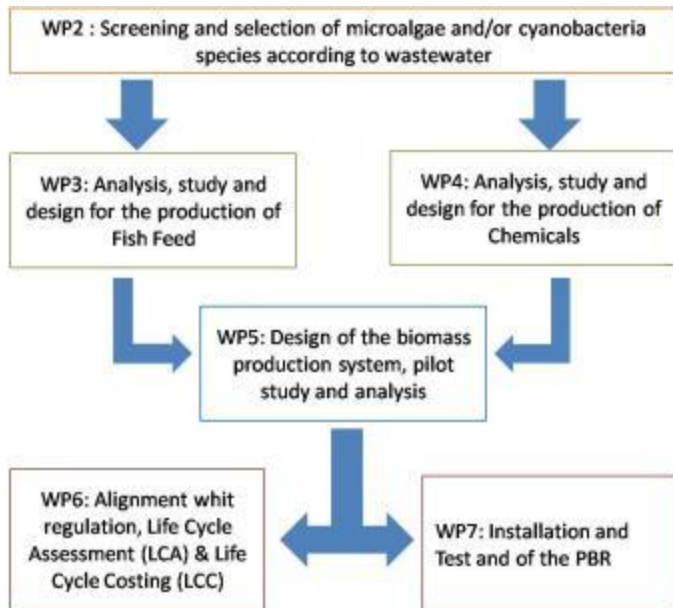 WP2 : Screening and selection of microalgae and/or cyanobacteria
species according to wastewater
WP3: Analysis, study and
design for the production of
Fish Feed
WP4: Analysis, study and
design for the production of
Chemicals
WP5: Design of the biomass
production system, pilot
study and analysis
WP6: Alignment whit
regulation, Life Cycle
Assessment (LCA) & Life
Cycle Costing (LCC)
WP7: Installation and
Test and of the PBR